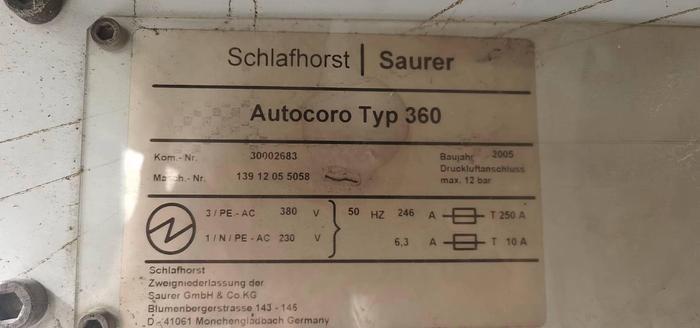 Schlafhorst | Saurer
Autocoro Typ 360
Kom.- Nr. 30002683 Baujahr 2005
Masch.- Nr. 139 12 05 5058 Druckluftanschluss
max. 12 bar
3 / PE - AC 380 V 50 HZ 246 A T 250 A
1 / N / PE - AC 230 V 6,3 A T 10 A
Schlafhorst
Zweigniederlassung der
Saurer GmbH & Co.KG
Blumenbergerstrasse 143 - 145
D - 41061 Mönchengladbach Germany